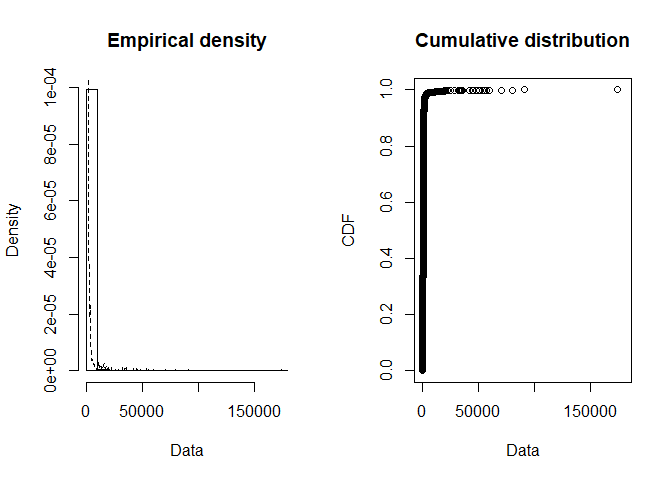 Empirical density
Density
0e+00 2e-05 4e-05 6e-05 8e-05 1e-04
0 50000 150000
Data
Cumulative distribution
CDF
0.0 0.2 0.4 0.6 0.8 1.0
0 50000 150000
Data